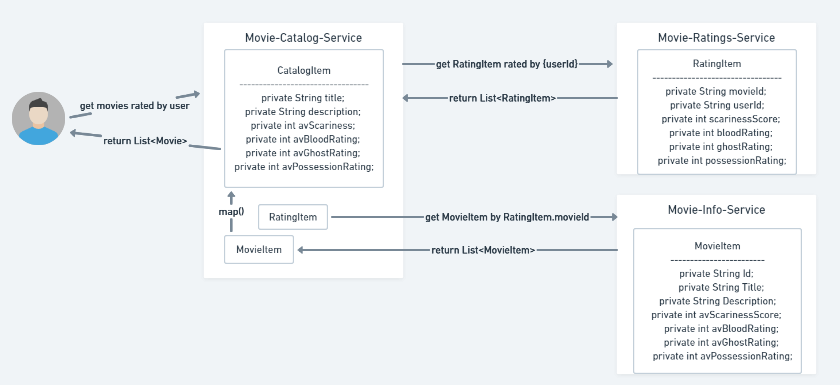 get movies rated by user
return List<Movie>
Movie-Catalog-Service
CatalogItem
--------------------------------
private String title;
private String description;
private int avScariness;
private int avBloodRating;
private int avGhostRating;
private int avPossessionRating;
map()
RatingItem
MovieItem
get RatingItem rated by {userId}
return List<RatingItem>
get MovieItem by RatingItem.movieId
return List<MovieItem>
Movie-Ratings-Service
RatingItem
--------------------------------
private String movieId;
private String userId;
private int scarinessScore;
private int bloodRating;
private int ghostRating;
private int possessionRating;
Movie-Info-Service
MovieItem
-----------------------
private String Id;
private String Title;
private String Description;
private int avScarinessScore;
private int avBloodRating;
private int avGhostRating;
private int avPossessionRating;